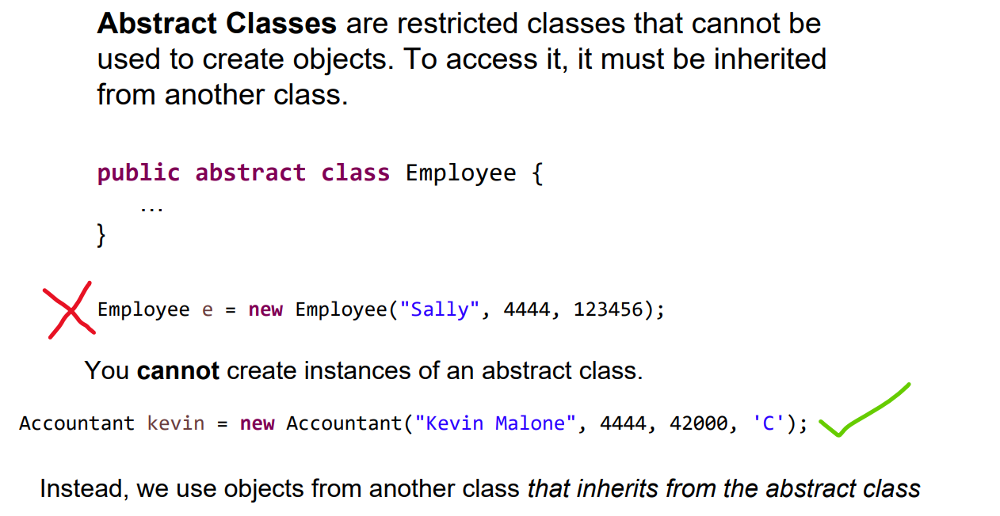 Abstract Classes are restricted classes that cannot be
used to create objects. To access it, it must be inherited
from another class.
public abstract class Employee {
...
}
Employee e = new Employee("Sally", 4444, 123456);
You cannot create instances of an abstract class.
Accountant kevin = new Accountant("Kevin Malone", 4444, 42000, 'C');
Instead, we use objects from another class that inherits from the abstract class